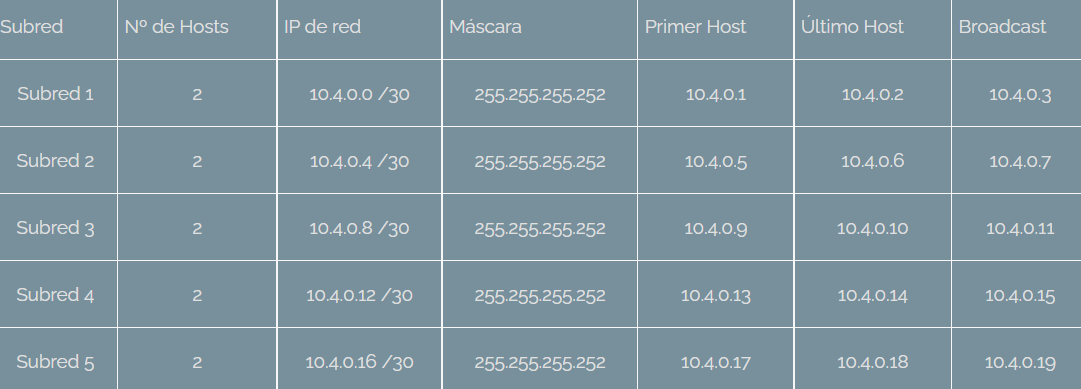 Subred Nº de Hosts IP de red Máscara Primer Host Último Host Broadcast
Subred 1 2 10.4.0.0 /30 255.255.255.252 10.4.0.1 10.4.0.2 10.4.0.3
Subred 2 2 10.4.0.4 /30 255.255.255.252 10.4.0.5 10.4.0.6 10.4.0.7
Subred 3 2 10.4.0.8 /30 255.255.255.252 10.4.0.9 10.4.0.10 10.4.0.11
Subred 4 2 10.4.0.12 /30 255.255.255.252 10.4.0.13 10.4.0.14 10.4.0.15
Subred 5 2 10.4.0.16 /30 255.255.255.252 10.4.0.17 10.4.0.18 10.4.0.19